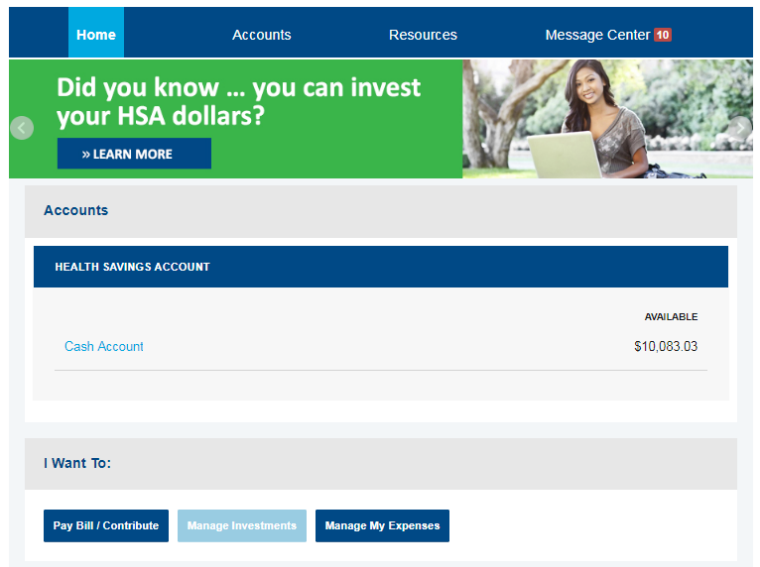 Home Accounts Resources Message Center 10
Did you know ... you can invest
your HSA dollars?
» LEARN MORE
Accounts
HEALTH SAVINGS ACCOUNT
AVAILABLE
Cash Account $10,083.03
I Want To:
Pay Bill / Contribute Manage Investments Manage My Expenses